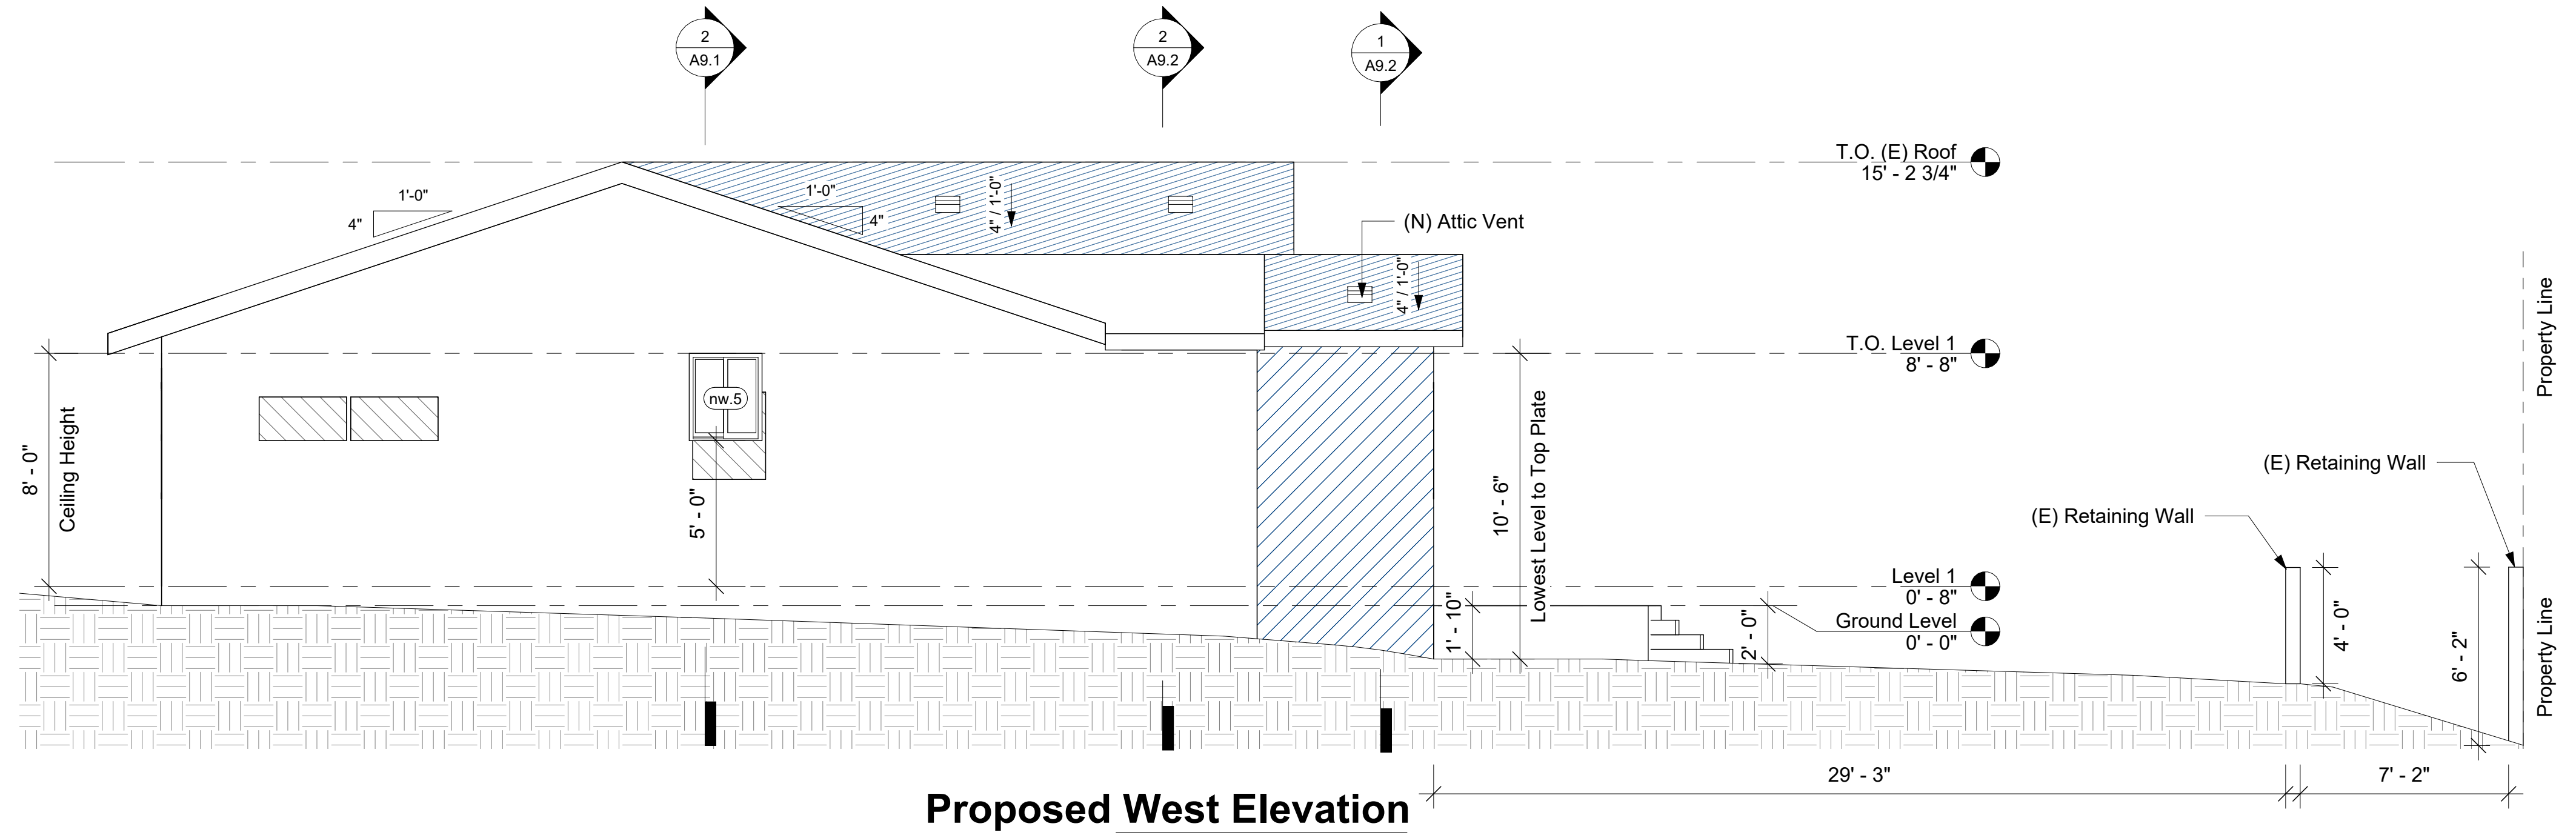 2
A9.1
2
A9.2
1
A9.2
T.O. (E) Roof
15' - 2 3/4"
1'-0"
4"
1'-0"
4"
4" / 1'-0"
(N) Attic Vent
4" / 1'-0"
Property Line
T.O. Level 1
8' - 8"
nw.5
8' - 0"
Ceiling Height
5' - 0"
10' - 6"
Lowest Level to Top Plate
(E) Retaining Wall
(E) Retaining Wall
Level 1
0' - 8"
Ground Level
0' - 0"
1' - 10"
2' - 0"
4' - 0"
6' - 2"
Property Line
29' - 3"
7' - 2"
Proposed West Elevation